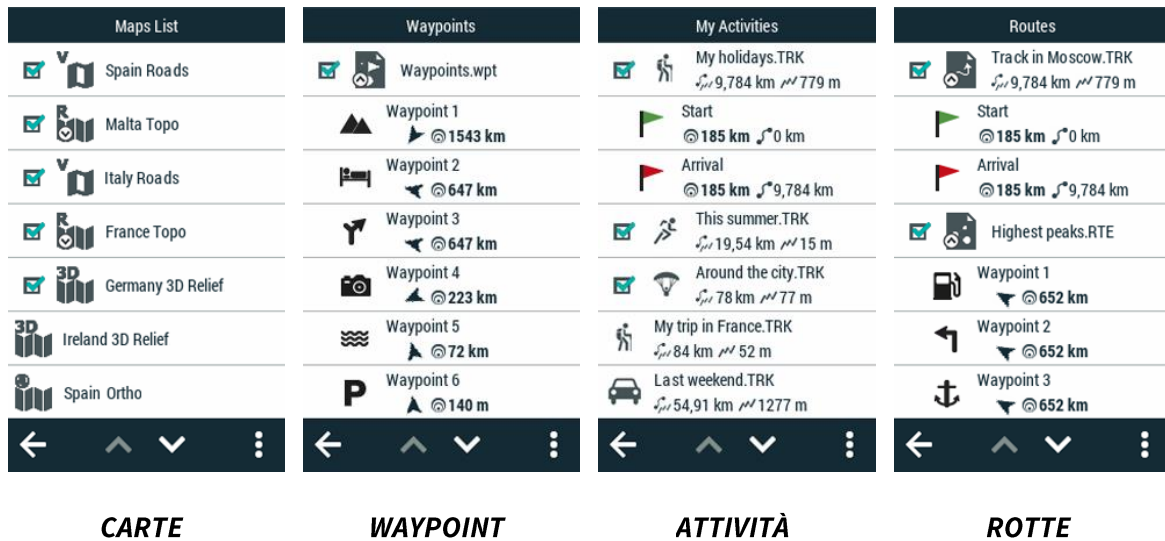 Maps List
V
Spain Roads
R
Malta Topo
V
Italy Roads
R
France Topo
3D
Germany 3D Relief
3D
Ireland 3D Relief
Spain Ortho
CARTE
Waypoints
Waypoints.wpt
Waypoint 1
1543 km
Waypoint 2
647 km
Waypoint 3
647 km
Waypoint 4
223 km
Waypoint 5
72 km
P
Waypoint 6
140 m
WAYPOINT
My Activities
My holidays.TRK
9,784 km 779 m
Start
185 km 0 km
Arrival
185 km 9,784 km
This summer.TRK
19,54 km 15 m
Around the city.TRK
78 km 77 m
My trip in France.TRK
84 km 52 m
Last weekend.TRK
54,91 km 1277 m
ATTIVITÀ
Routes
Track in Moscow.TRK
9,784 km 779 m
Start
185 km 0 km
Arrival
185 km 9,784 km
Highest peaks.RTE
Waypoint 1
652 km
Waypoint 2
652 km
Waypoint 3
652 km
ROTTE